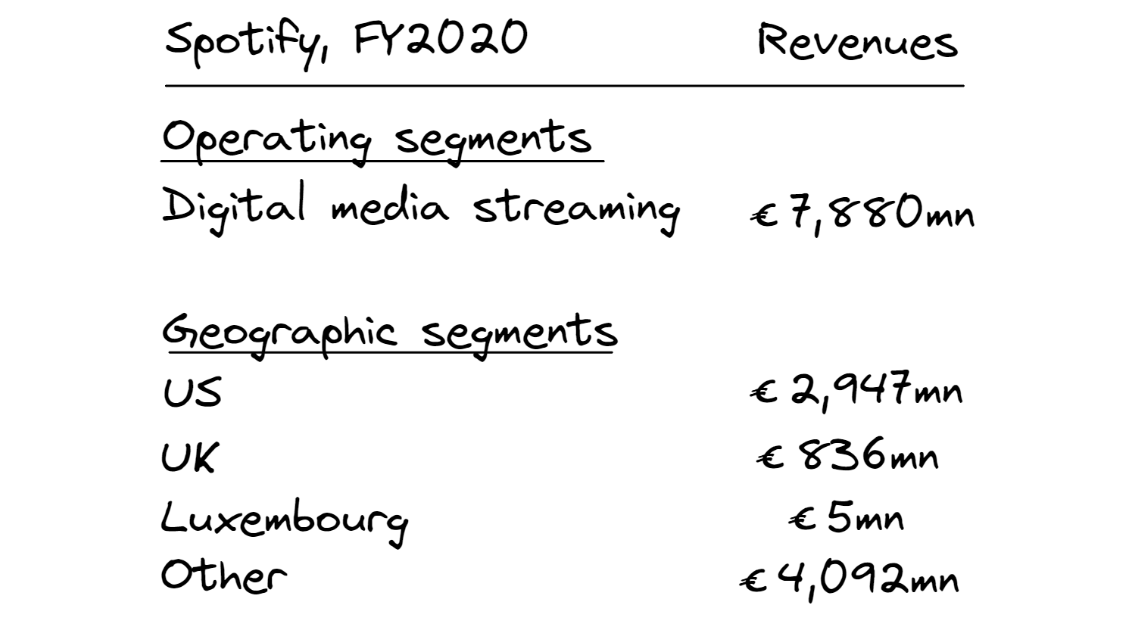 Spotify, FY2020 Revenues
Operating segments
Digital media streaming €7,880mn
Geographic segments
US €2,947mn
UK €836mn
Luxembourg €5mn
Other €4,092mn